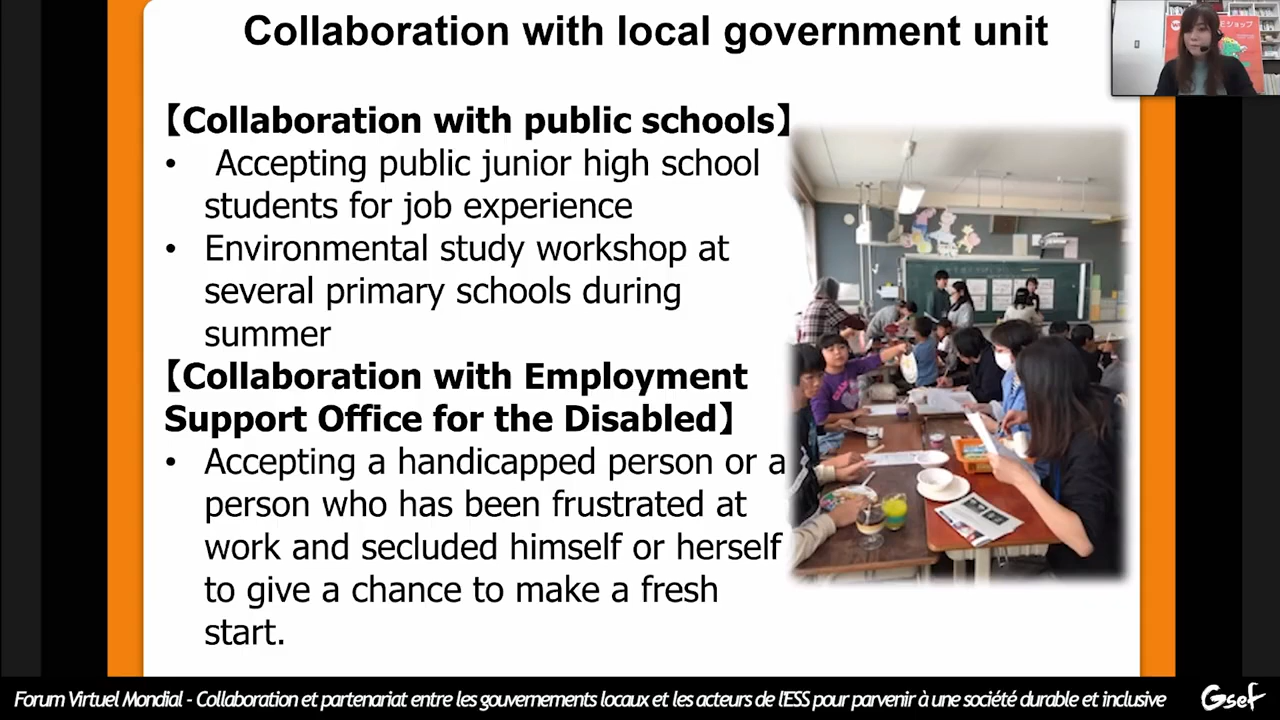 Collaboration with local government unit
ショップ
【Collaboration with public schools】
• Accepting public junior high school
students for job experience
• Environmental study workshop at
several primary schools during
summer
【Collaboration with Employment
Support Office for the Disabled】
• Accepting a handicapped person or a
person who has been frustrated at
work and secluded himself or herself
to give a chance to make a fresh
start.
Forum Virtuel Mondial - Collaboration et partenariat entre les gouvernements locaux et les acteurs de l'ESS pour parvenir à une société durable et inclusive
Gsef